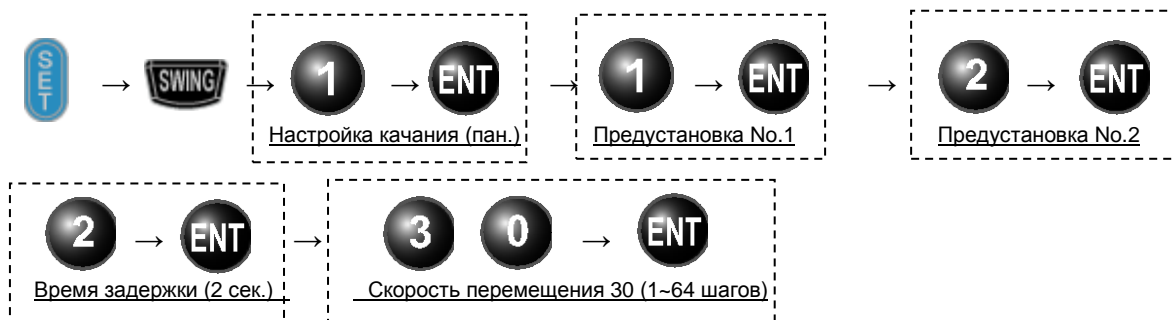 SET → SWING → 1 → ENT → 1 → ENT → 2 → ENT
Настройка качания (пан.) Предустановка No.1 Предустановка No.2
2 → ENT → 3 0 → ENT
Время задержки (2 сек.) Скорость перемещения 30 (1~64 шагов)